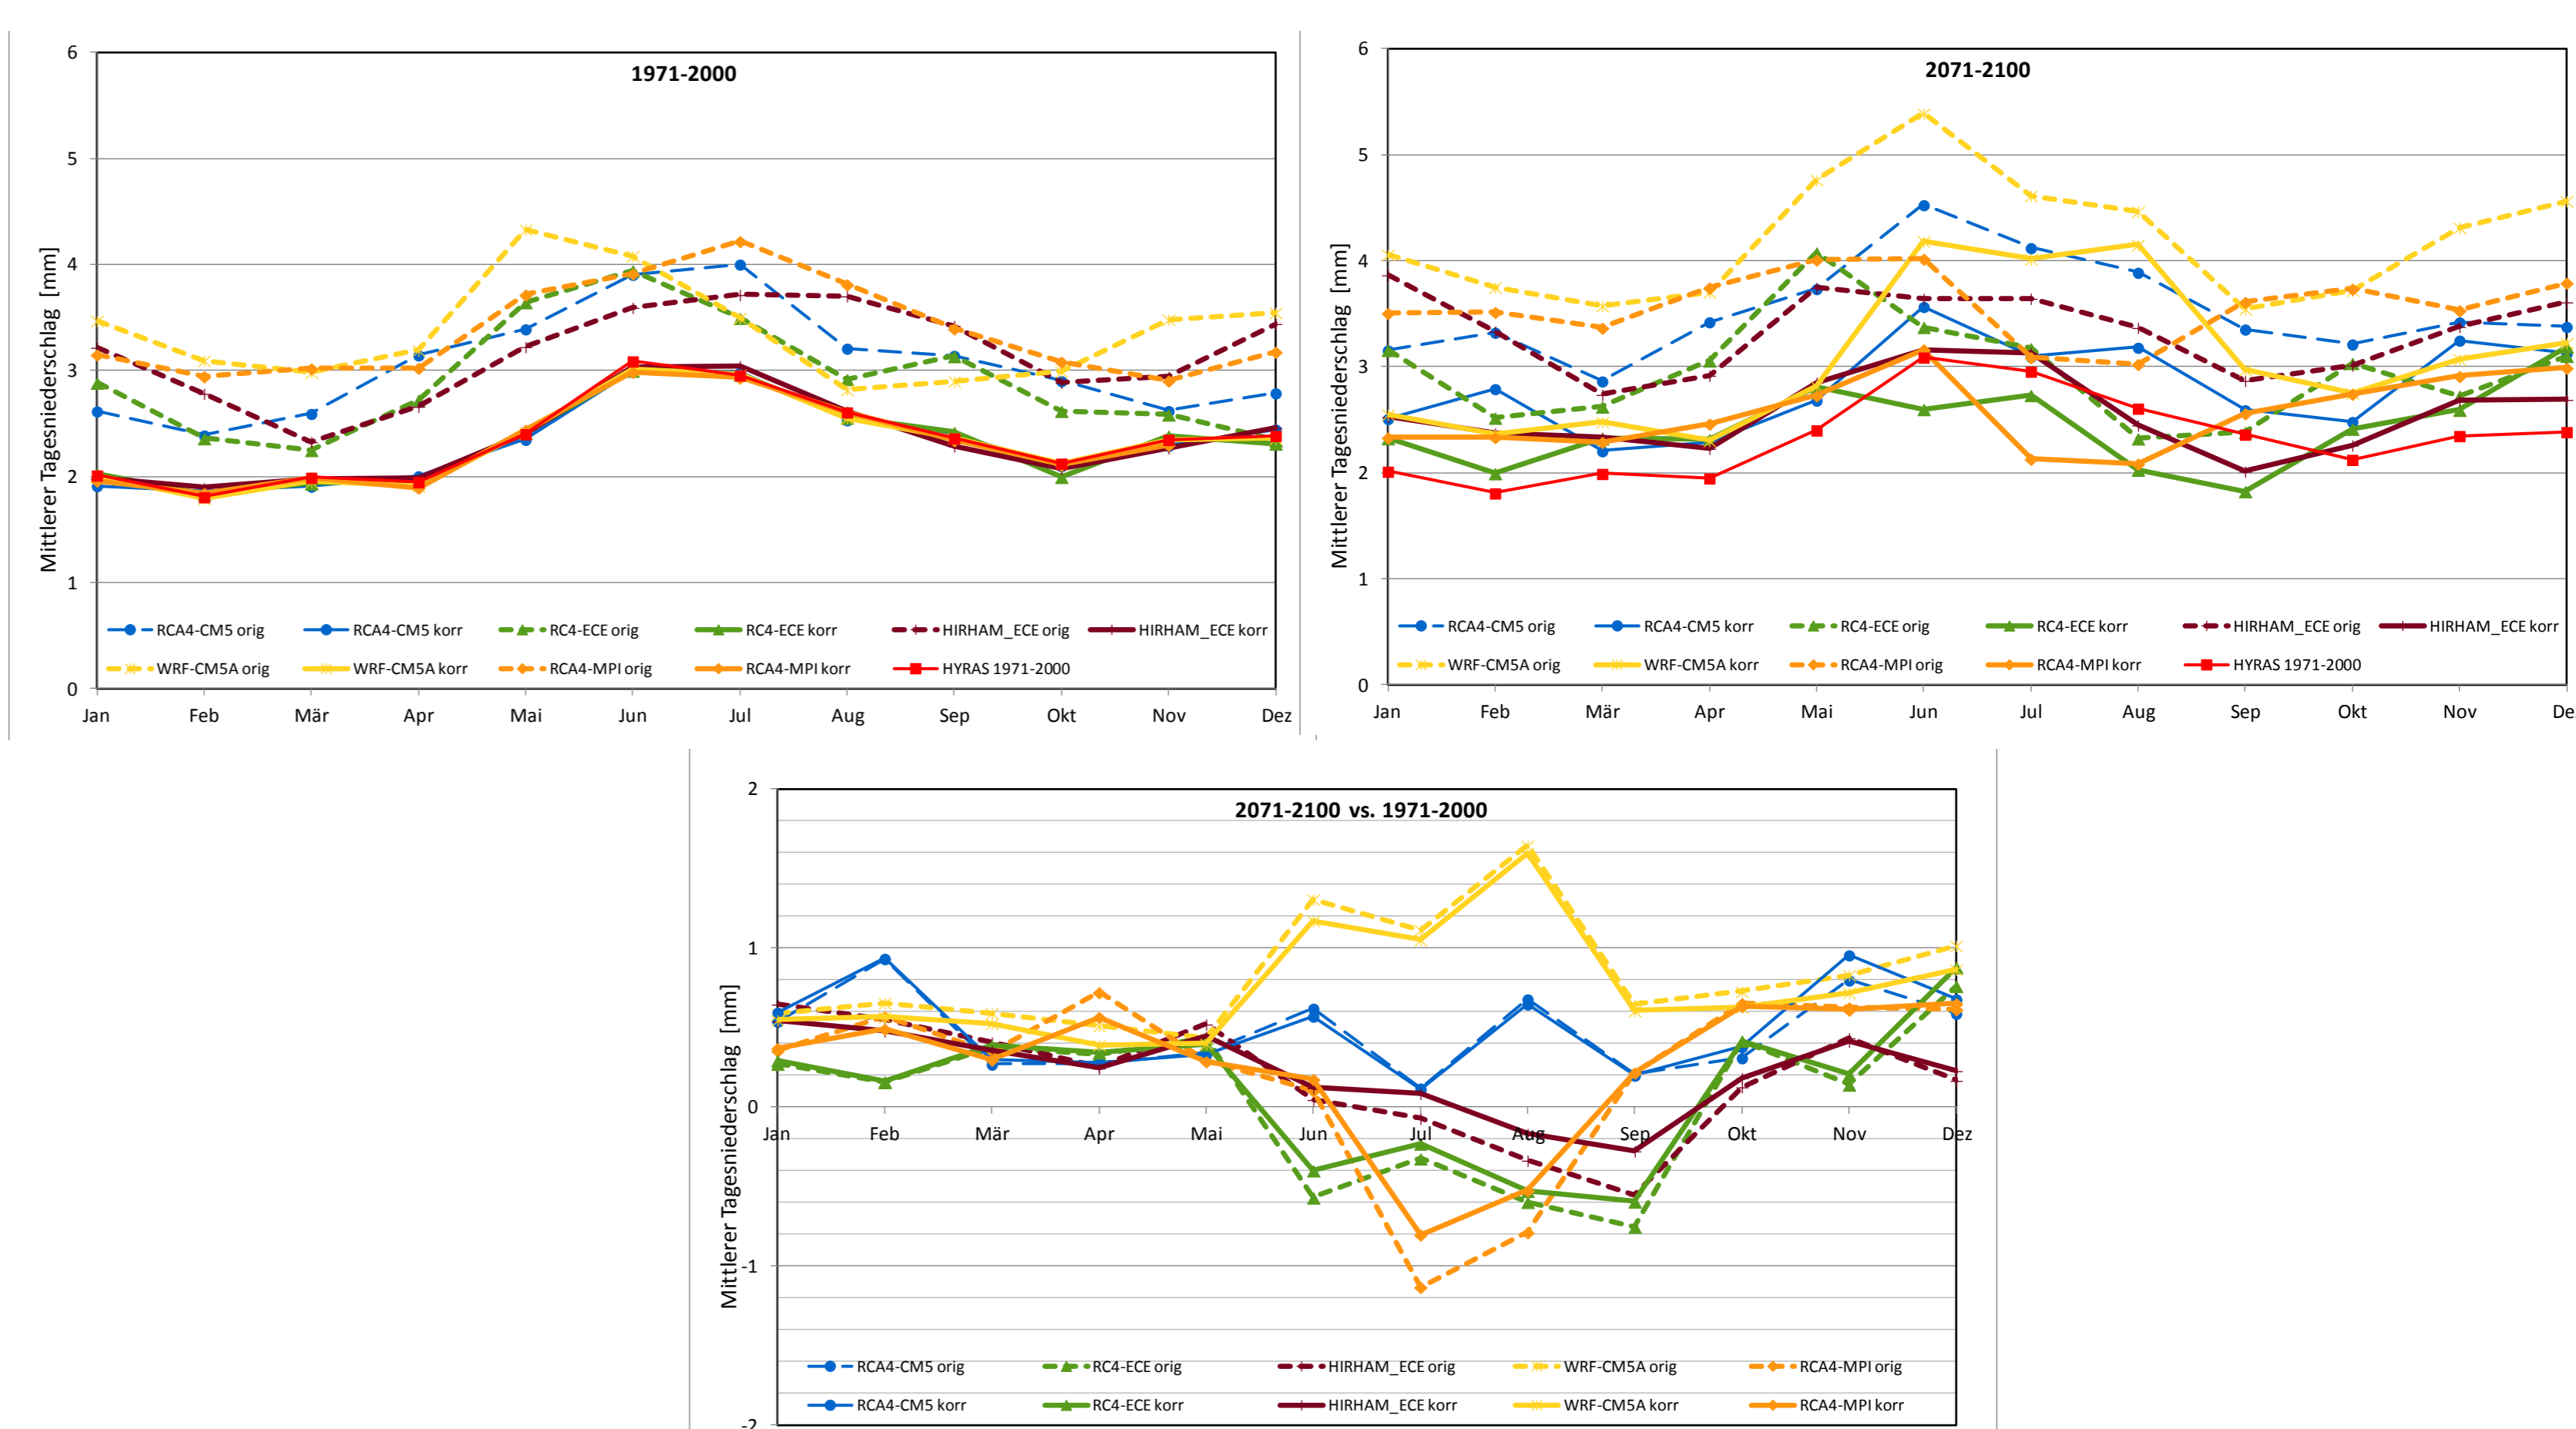 1971-2000
Mittlerer Tagesniederschlag [mm]
6
5
4
3
2
1
0
Jan Feb Mär Apr Mai Jun Jul Aug Sep Okt Nov Dez
RCA4-CM5 orig RCA4-CM5 korr RC4-ECE orig RC4-ECE korr HIRHAM_ECE orig HIRHAM_ECE korr
WRF-CM5A orig WRF-CM5A korr RCA4-MPI orig RCA4-MPI korr HYRAS 1971-2000
2071-2100
Mittlerer Tagesniederschlag [mm]
6
5
4
3
2
1
0
Jan Feb Mär Apr Mai Jun Jul Aug Sep Okt Nov De
RCA4-CM5 orig RCA4-CM5 korr RC4-ECE orig RC4-ECE korr HIRHAM_ECE orig HIRHAM_ECE korr
WRF-CM5A orig WRF-CM5A korr RCA4-MPI orig RCA4-MPI korr HYRAS 1971-2000
2071-2100 vs. 1971-2000
Mittlerer Tagesniederschlag [mm]
2
1
0
-1
-2
Jan Feb Mär Apr Mai Jun Jul Aug Sep Okt Nov Dez
RCA4-CM5 orig RC4-ECE orig HIRHAM_ECE orig WRF-CM5A orig RCA4-MPI orig
RCA4-CM5 korr RC4-ECE korr HIRHAM_ECE korr WRF-CM5A korr RCA4-MPI korr